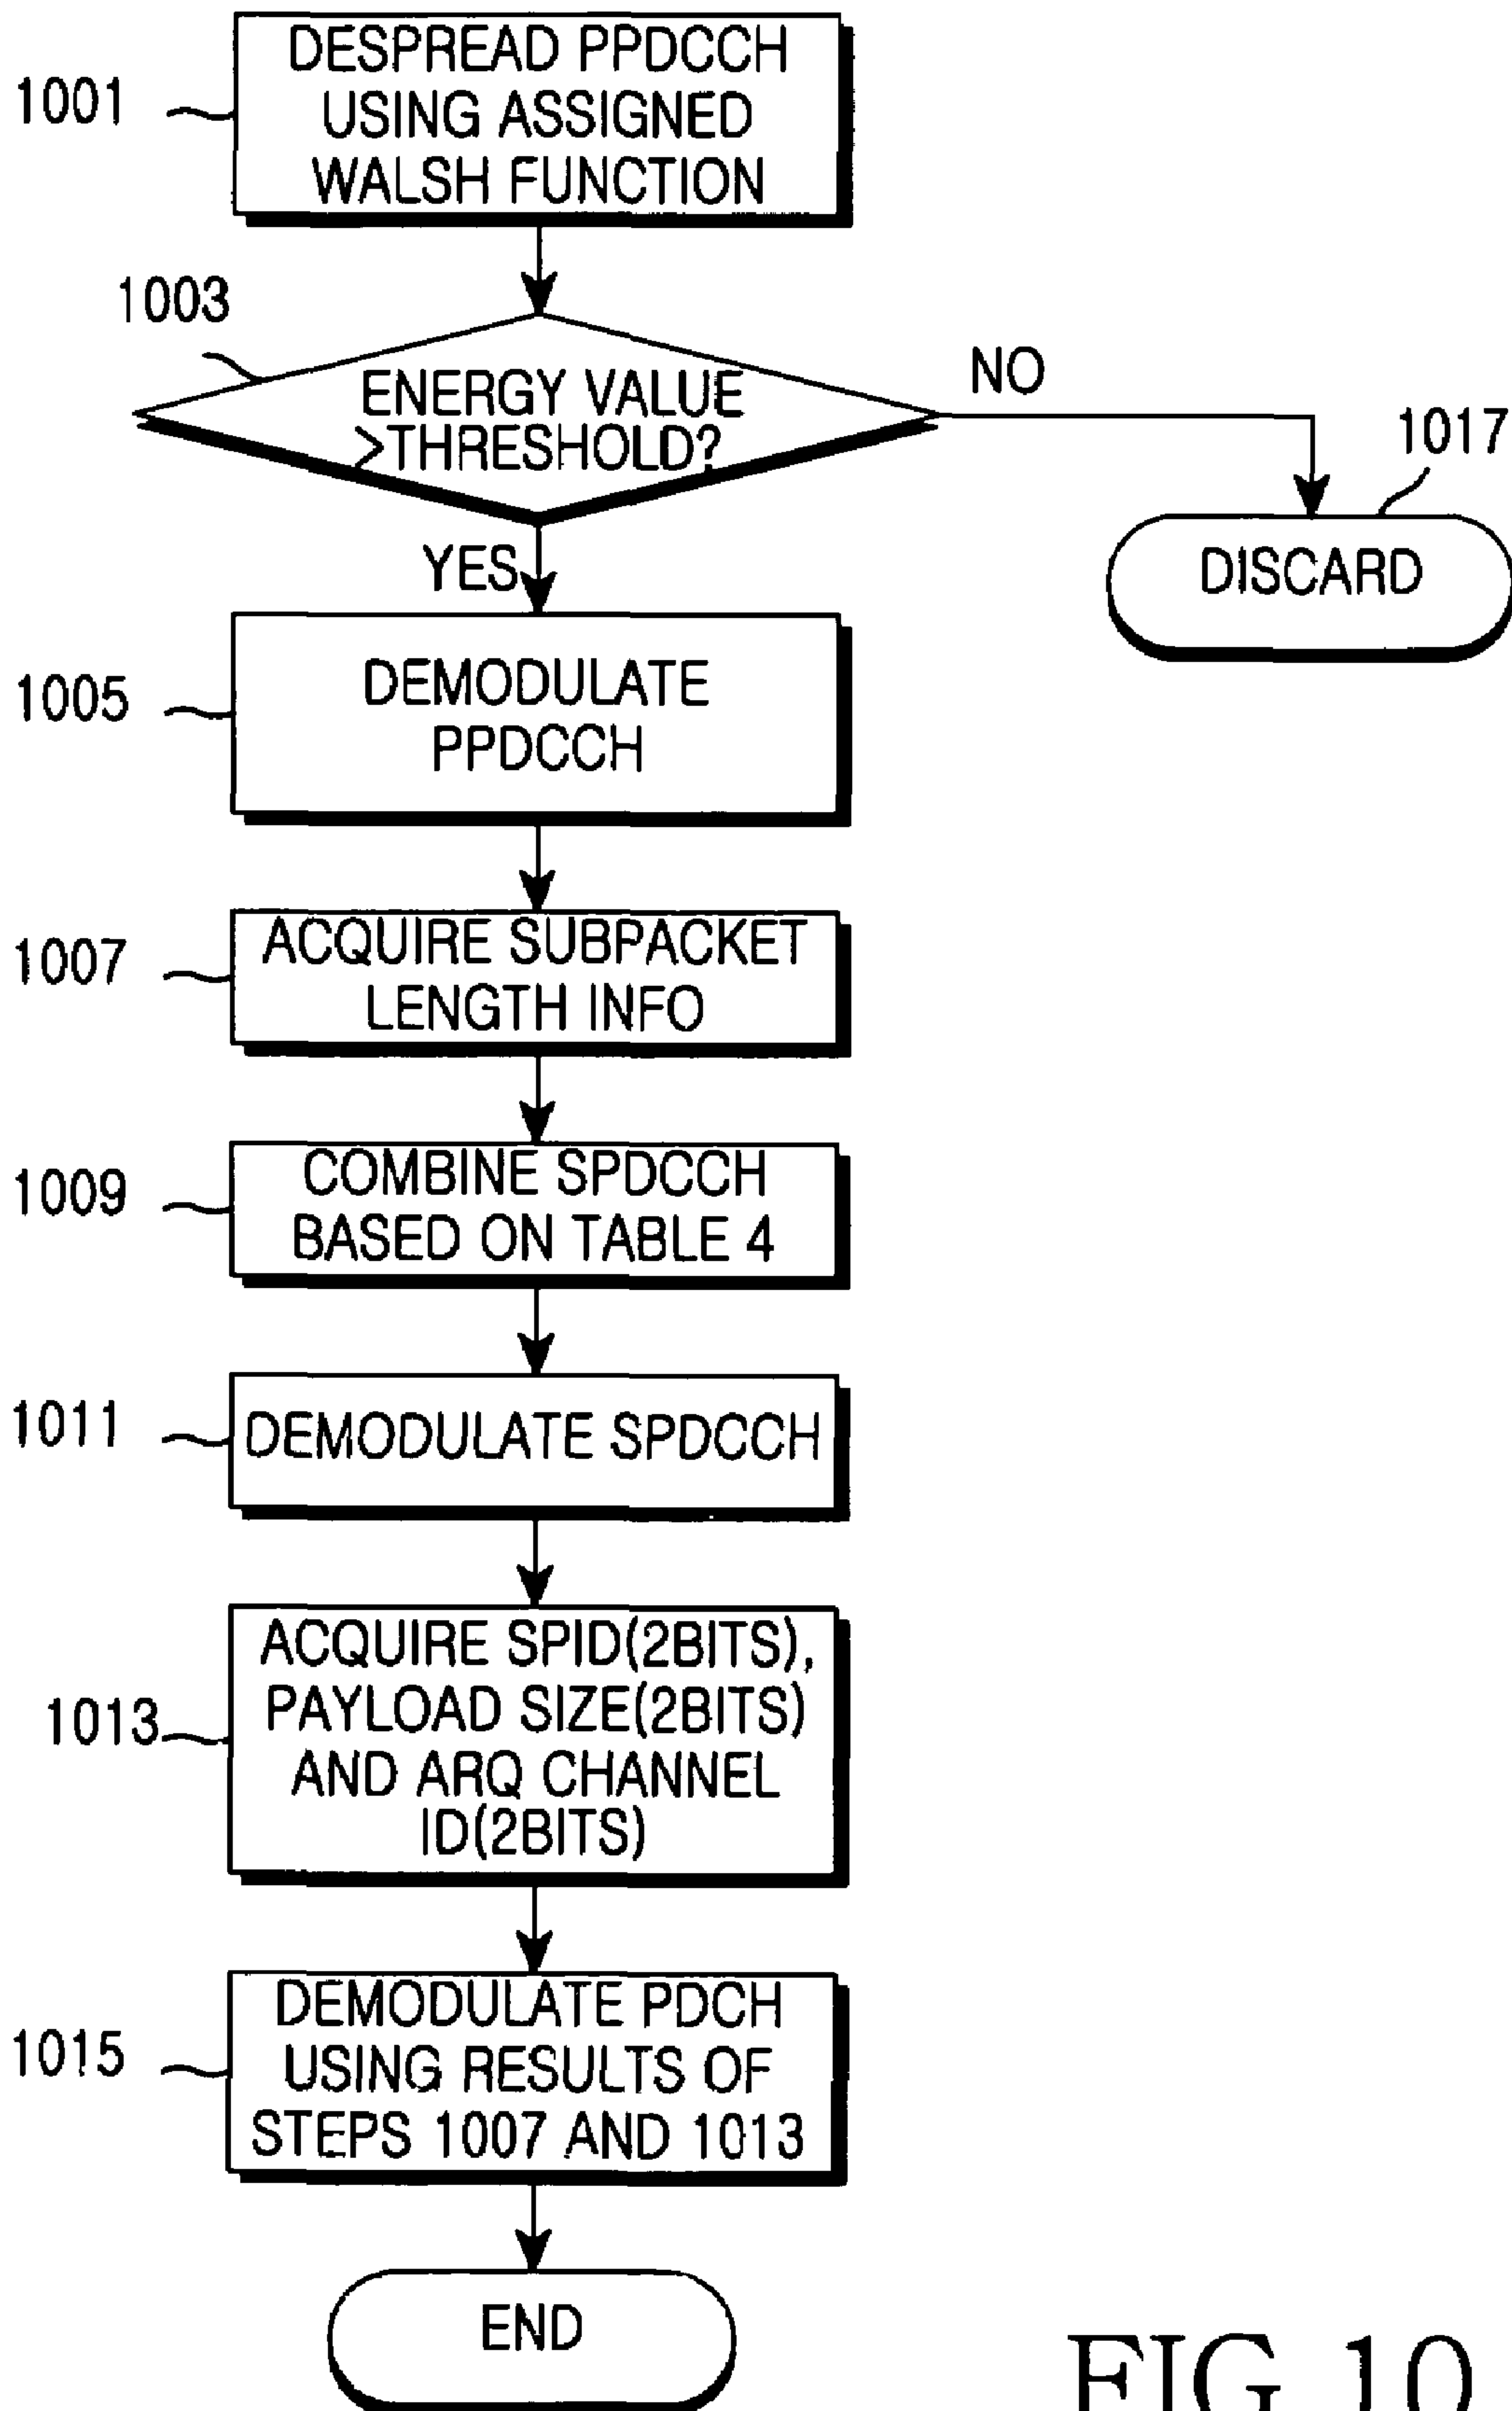 1001
DESPREAD PPDCCH
USING ASSIGNED
WALSH FUNCTION
1003
ENERGY VALUE
>THRESHOLD?
NO
1017
DISCARD
YES
1005
DEMODULATE
PPDCCH
1007
ACQUIRE SUBPACKET
LENGTH INFO
1009
COMBINE SPDCCH
BASED ON TABLE 4
1011
DEMODULATE SPDCCH
1013
ACQUIRE SPID(2BITS),
PAYLOAD SIZE(2BITS)
AND ARQ CHANNEL
ID(2BITS)
1015
DEMODULATE PDCH
USING RESULTS OF
STEPS 1007 AND 1013
END
FIG.10